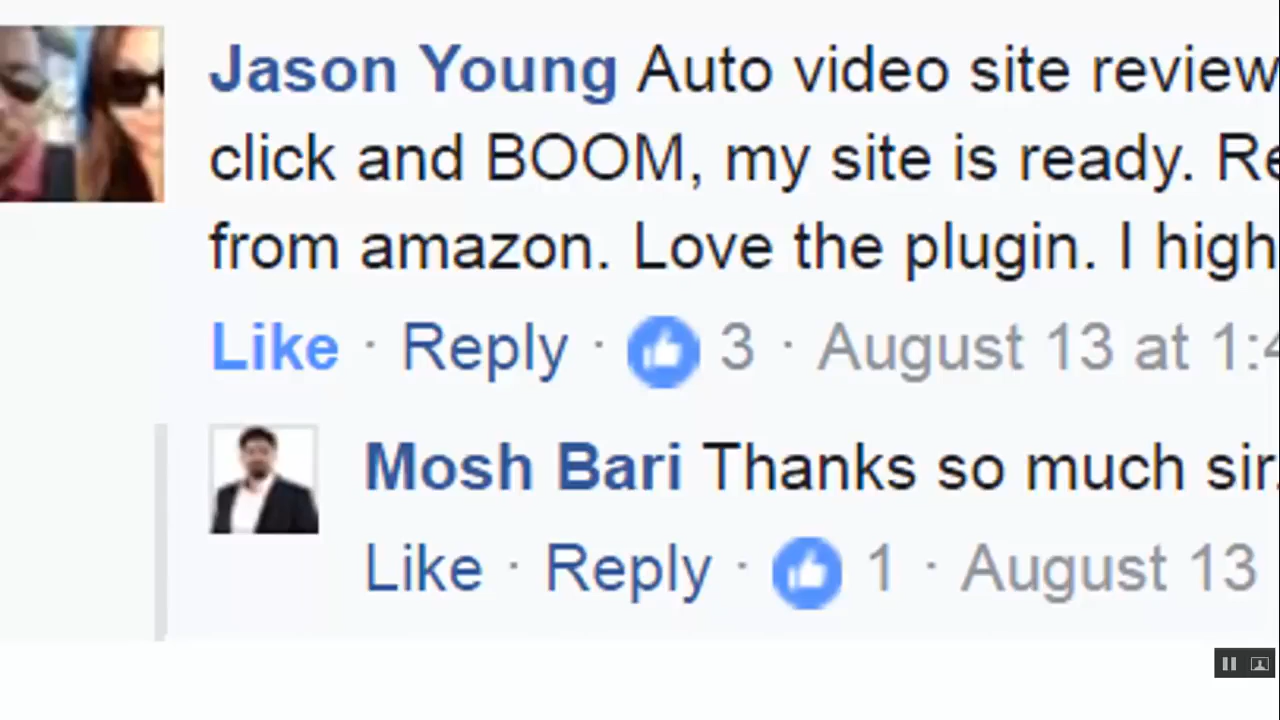 Jason Young Auto video site review
click and BOOM, my site is ready.
from amazon. Love the plugin. I
Like · Reply · 3 · August 13 at
Mosh Bari Thanks so much sir.
Like · Reply · 1 · August 13